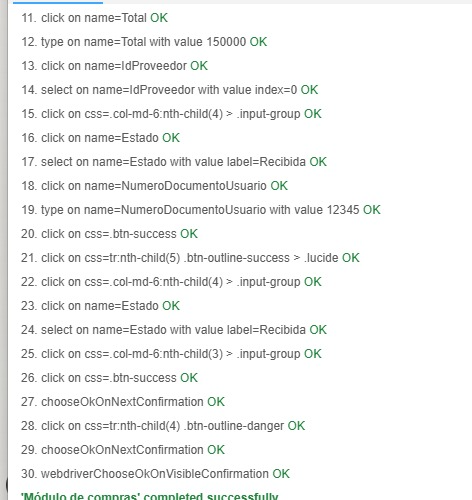 11. click on name=Total OK
12. type on name=Total with value 150000 OK
13. click on name=IdProveedor OK
14. select on name=IdProveedor with value index=0 OK
15. click on css=.col-md-6:nth-child(4) > .input-group OK
16. click on name=Estado OK
17. select on name=Estado with value label=Recibida OK
18. click on name=NumeroDocumentoUsuario OK
19. type on name=NumeroDocumentoUsuario with value 12345 OK
20. click on css=.btn-success OK
21. click on css=tr:nth-child(5) .btn-outline-success > .lucide OK
22. click on css=.col-md-6:nth-child(4) > .input-group OK
23. click on name=Estado OK
24. select on name=Estado with value label=Recibida OK
25. click on css=.col-md-6:nth-child(3) > .input-group OK
26. click on css=.btn-success OK
27. chooseOkOnNextConfirmation OK
28. click on css=tr:nth-child(4) .btn-outline-danger OK
29. chooseOkOnNextConfirmation OK
30. webdriverChooseOkOnVisibleConfirmation OK
'Módulo de compras' completed successfully